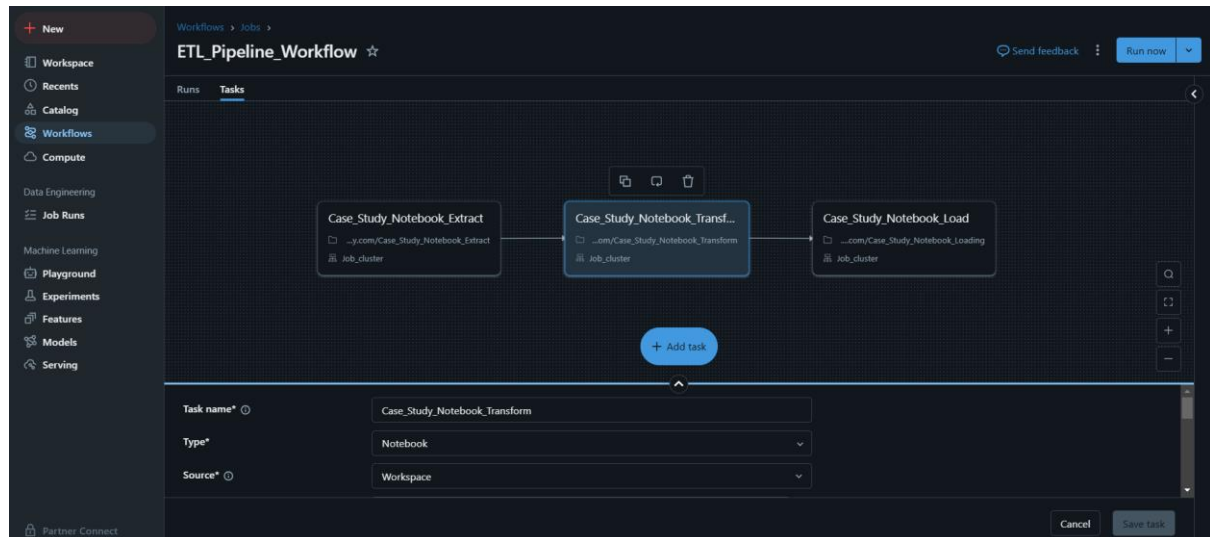 New
Workspace
Recents
Catalog
Workflows
Compute
Data Engineering
Job Runs
Machine Learning
Playground
Experiments
Features
Models
Serving
Partner Connect
Workflows › Jobs ›
ETL_Pipeline_Workflow
Send feedback
Run now
Runs Tasks
Case_Study_Notebook_Extract
...y.com/Case_Study_Notebook_Extract
Job_cluster
Case_Study_Notebook_Transf...
...om/Case_Study_Notebook_Transform
Job_cluster
Case_Study_Notebook_Load
....com/Case_Study_Notebook_Loading
Job_cluster
+ Add task
Task name* Case_Study_Notebook_Transform
Type* Notebook
Source* Workspace
Cancel Save task